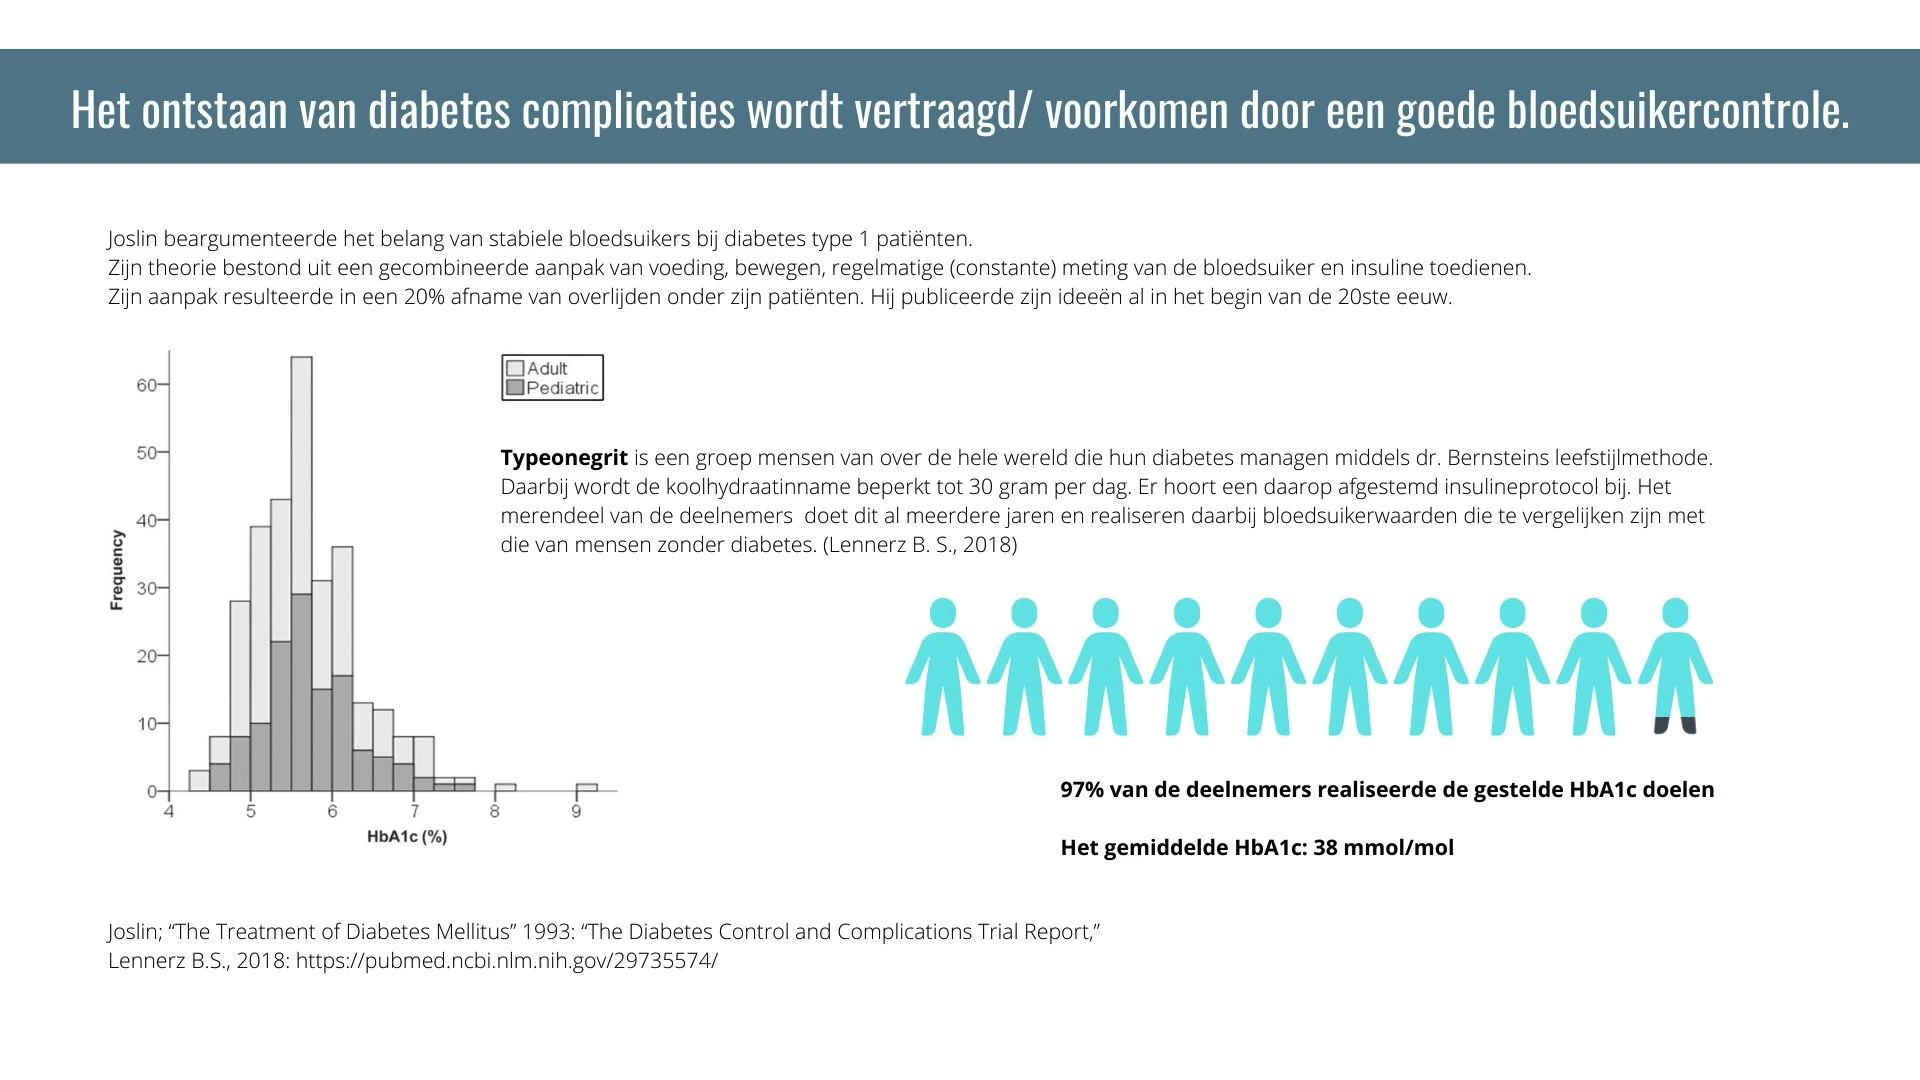 Het ontstaan van diabetes complicaties wordt vertraagd/ voorkomen door een goede bloedsuikercontrole.
Joslin beargumenteerde het belang van stabiele bloedsuikers bij diabetes type 1 patiënten.
Zijn theorie bestond uit een gecombineerde aanpak van voeding, bewegen, regelmatige (constante) meting van de bloedsuiker en insuline toedienen.
Zijn aanpak resulteerde in een 20% afname van overlijden onder zijn patiënten. Hij publiceerde zijn ideeën al in het begin van de 20ste eeuw.
60
50
40
30
20
10
0
Frequency
4 5 6 7 8 9
HbA1c (%)
Adult
Pediatric
Typeonegrit is een groep mensen van over de hele wereld die hun diabetes managen middels dr. Bernsteins leefstijlmethode.
Daarbij wordt de koolhydraatinname beperkt tot 30 gram per dag. Er hoort een daarop afgestemd insulineprotocol bij. Het
merendeel van de deelnemers  doet dit al meerdere jaren en realiseren daarbij bloedsuikerwaarden die te vergelijken zijn met
die van mensen zonder diabetes. (Lennerz B. S., 2018)
97% van de deelnemers realiseerde de gestelde HbA1c doelen
Het gemiddelde HbA1c: 38 mmol/mol
Joslin; “The Treatment of Diabetes Mellitus” 1993: “The Diabetes Control and Complications Trial Report,”
Lennerz B.S., 2018: https://pubmed.ncbi.nlm.nih.gov/29735574/